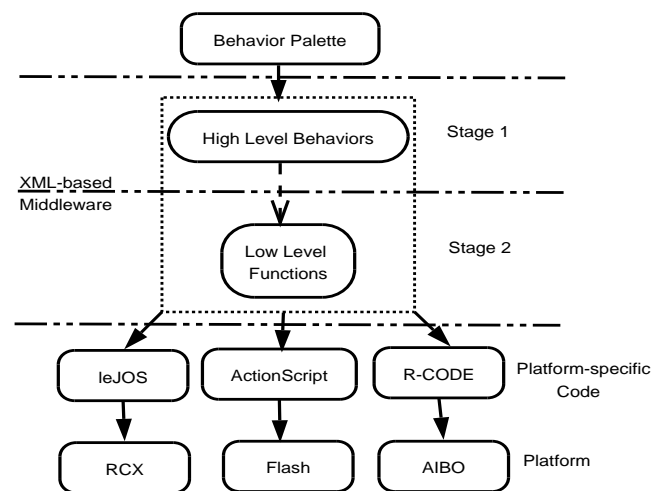 Behavior Palette
High Level Behaviors
Stage 1
XML-based
Middleware
Low Level
Functions
Stage 2
leJOS
ActionScript
R-CODE
Platform-specific
Code
RCX
Flash
AIBO
Platform